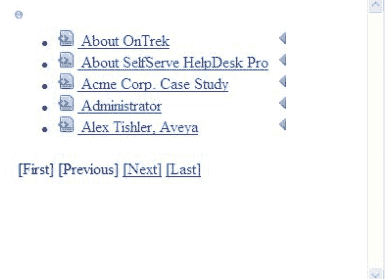 About OnTrek
About SelfServe HelpDesk Pro
Acme Corp. Case Study
Administrator
Alex Tishler, Aveya
[First] [Previous] [Next] [Last]